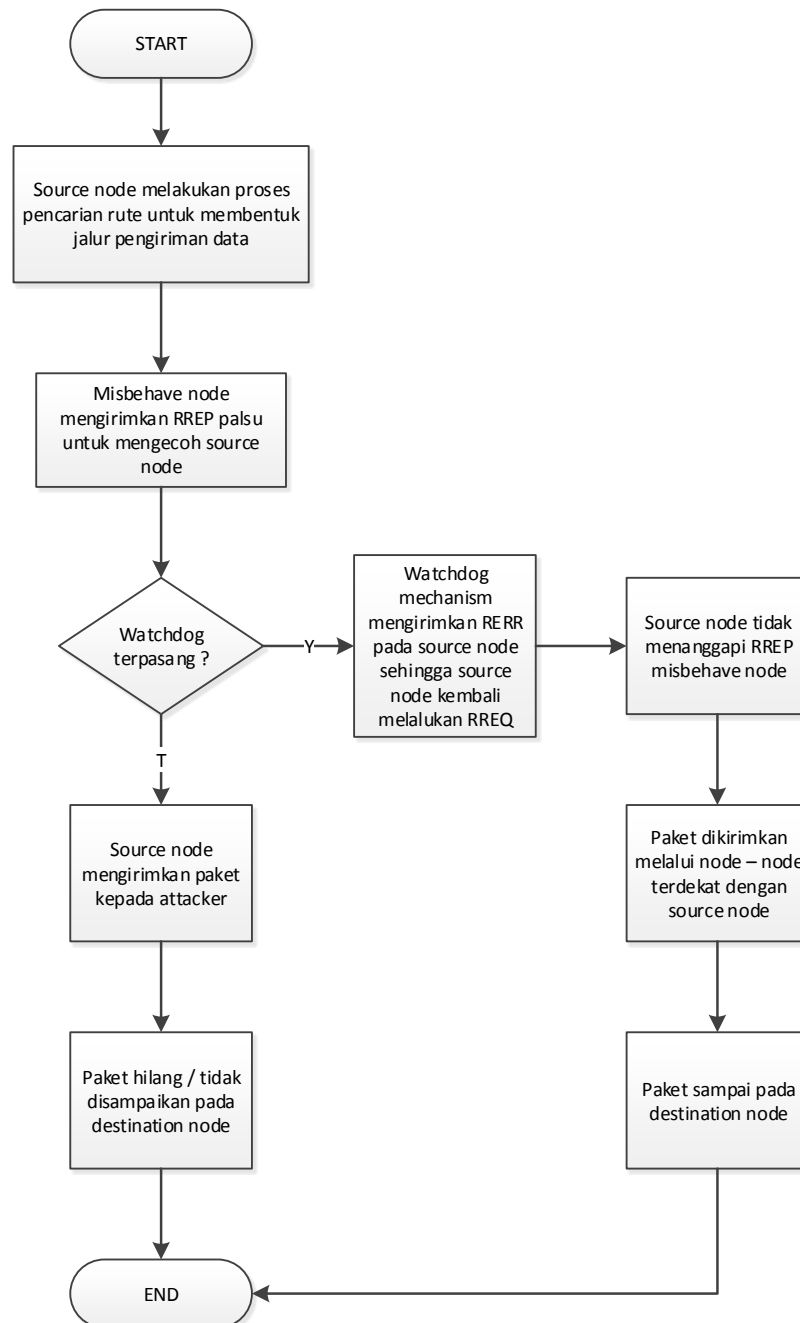 START
Source node melakukan proses
pencarian rute untuk membentuk
jalur pengiriman data
Misbehave node
mengirimkan RREP palsu
untuk mengecoh source
node
Watchdog
terpasang ?
Y
Watchdog
mechanism
mengirimkan RERR
pada source node
sehingga source
node kembali
melalukan RREQ
Source node tidak
menanggapi RREP
misbehave node
T
Source node
mengirimkan paket
kepada attacker
Paket dikirimkan
melalui node – node
terdekat dengan
source node
Paket hilang / tidak
disampaikan pada
destination node
Paket sampai pada
destination node
END